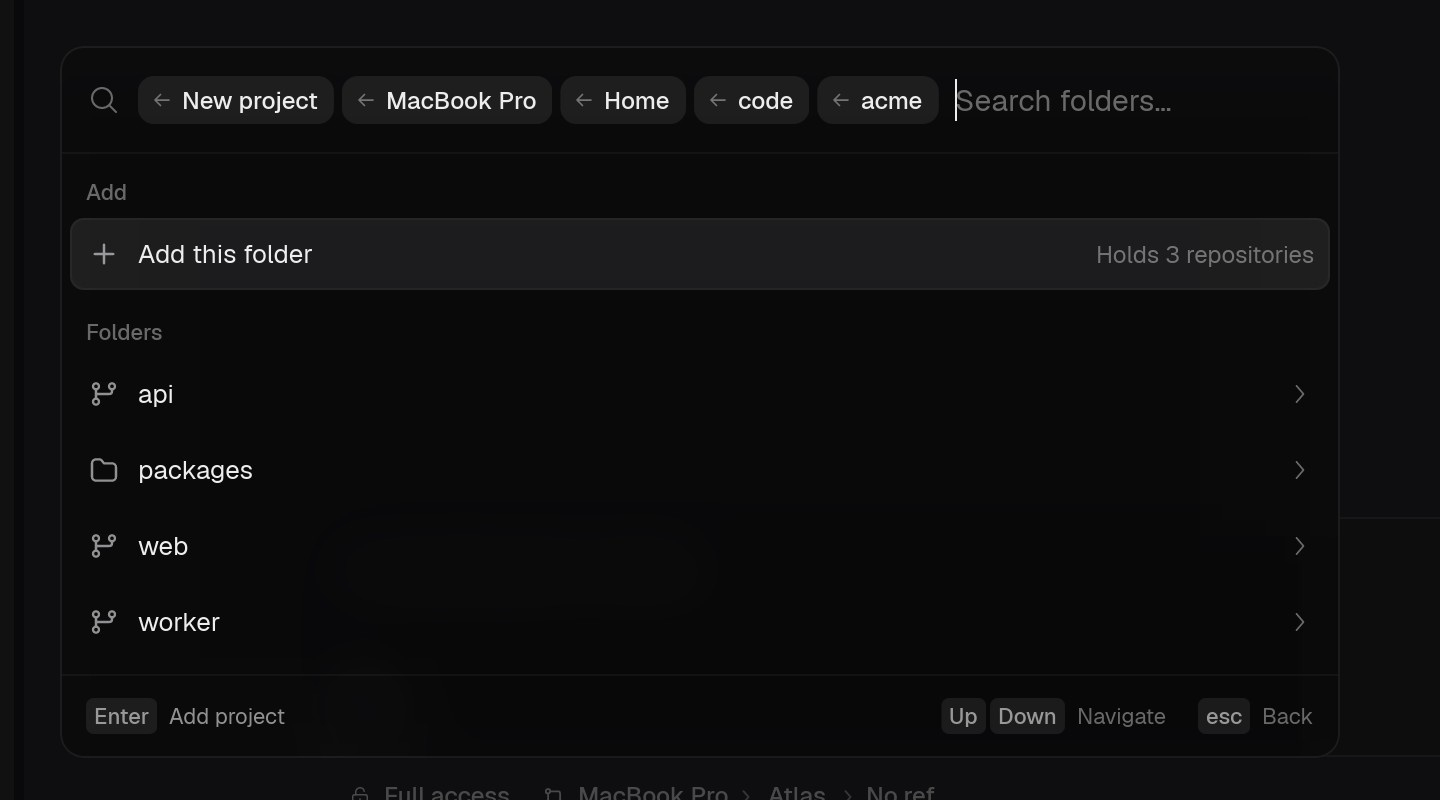 New project MacBook Pro Home code acme Search folders...
Add
Add this folder Holds 3 repositories
Folders
api
packages
web
worker
Enter Add project Up Down Navigate esc Back
Full access MacBook Pro Atlas No ref